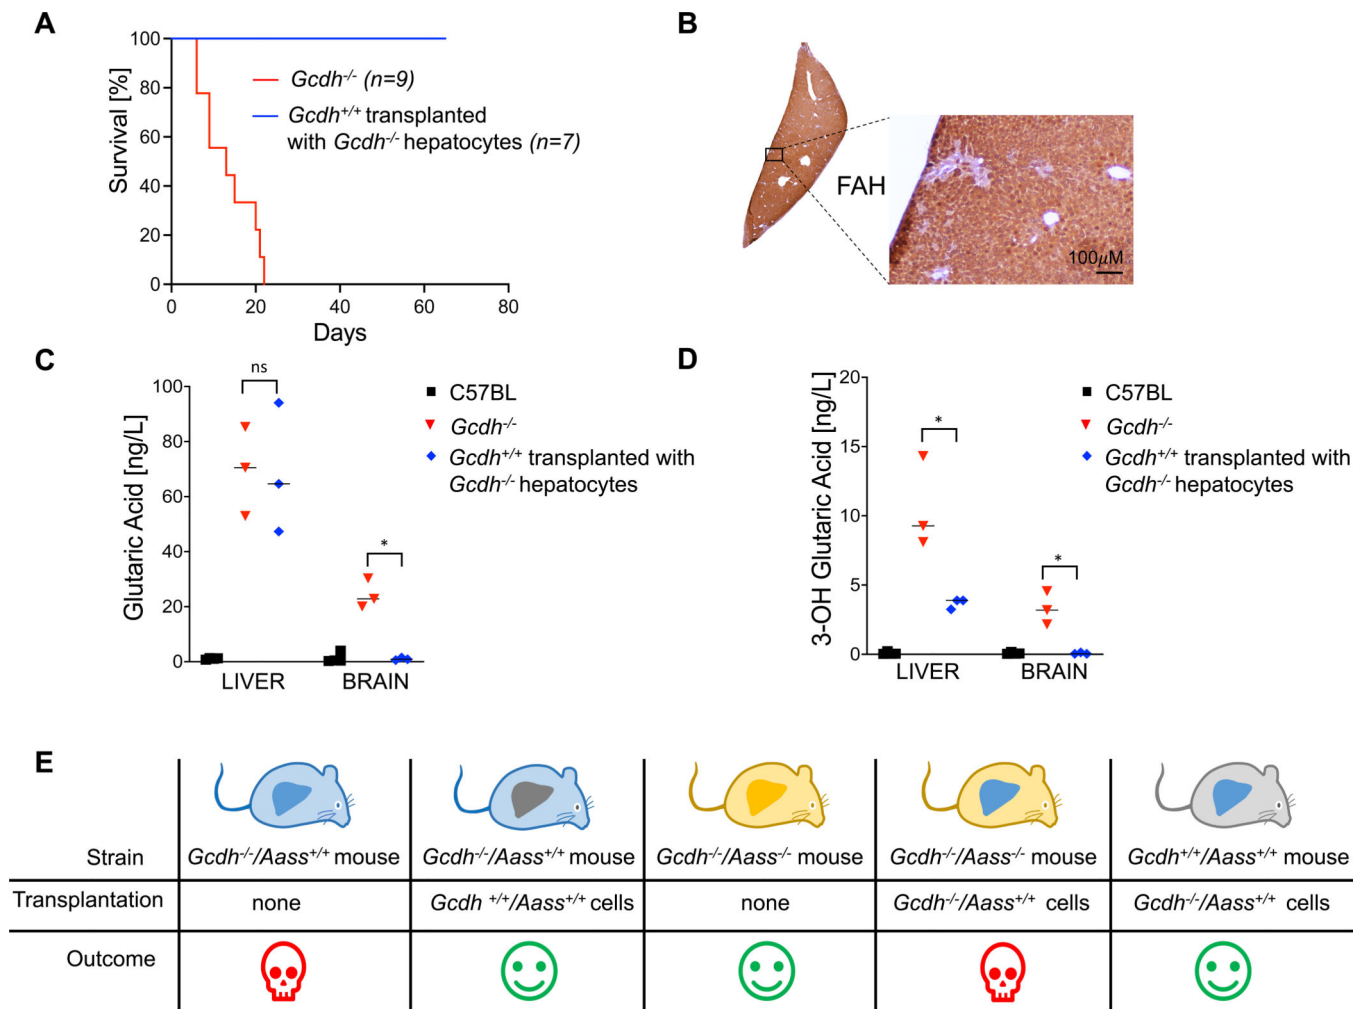 A
Survival [%]
100
80
60
40
20
0
0 20 40 60 80
Days
Gcdh-/- (n=9)
Gcdh+/+ transplanted
with Gcdh-/- hepatocytes (n=7)
B
FAH
100μM
C
Glutaric Acid [ng/L]
100
80
60
40
20
0
ns
*
LIVER BRAIN
C57BL
Gcdh-/-
Gcdh+/+ transplanted with
Gcdh-/- hepatocytes
D
3-OH Glutaric Acid [ng/L]
20
15
10
5
0
*
*
LIVER BRAIN
C57BL
Gcdh-/-
Gcdh+/+ transplanted with
Gcdh-/- hepatocytes
E
Strain Gcdh-/-/Aass+/+ mouse Gcdh-/-/Aass+/+ mouse Gcdh-/-/Aass-/- mouse Gcdh-/-/Aass-/- mouse Gcdh+/+/Aass+/+ mouse
Transplantation none Gcdh +/+/Aass+/+ cells none Gcdh-/-/Aass+/+ cells Gcdh-/-/Aass+/+ cells
Outcome